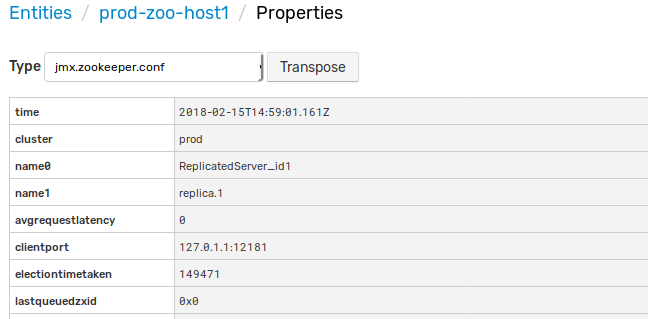 Entities / prod-zoo-host1 / Properties
Type jmx.zookeeper.conf Transpose
time 2018-02-15T14:59:01.161Z
cluster prod
name0 ReplicatedServer_id1
name1 replica.1
avgrequestlatency 0
clientport 127.0.1.1:12181
electiontimetaken 149471
lastqueuedzxid 0x0